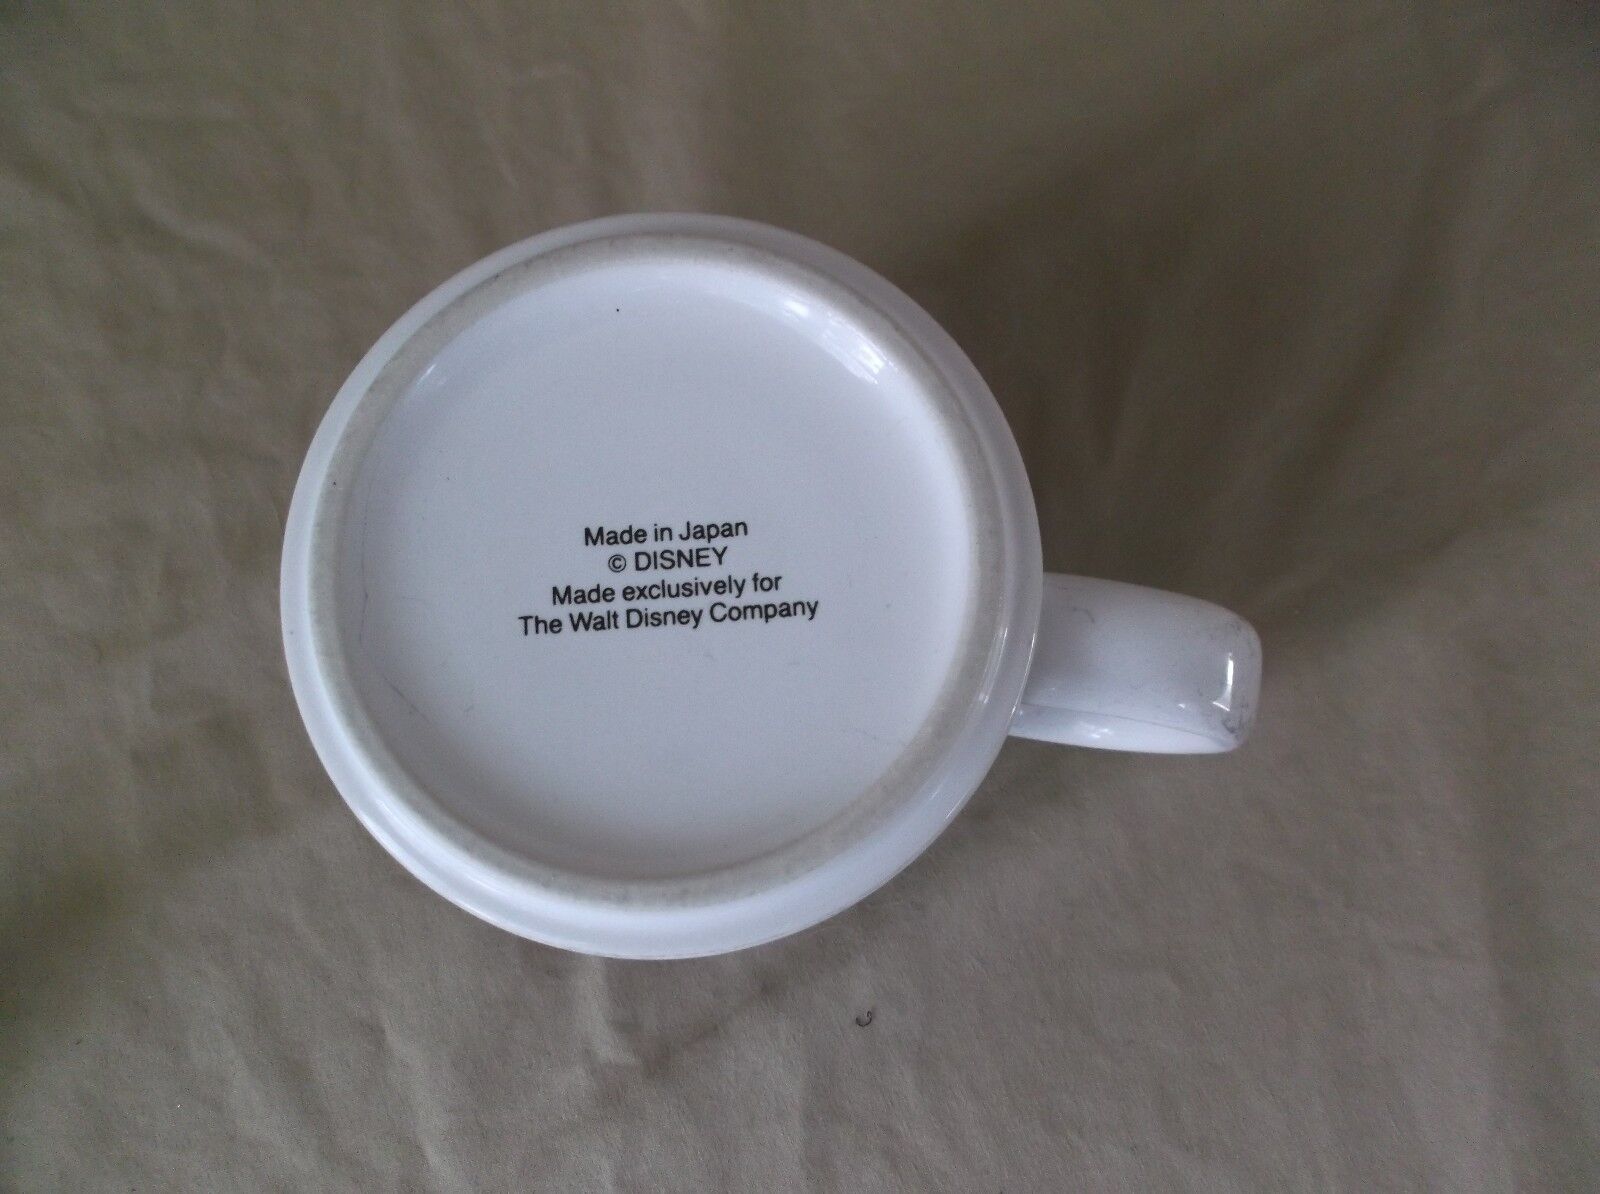 Made in Japan
© DISNEY
Made exclusively for
The Walt Disney Company